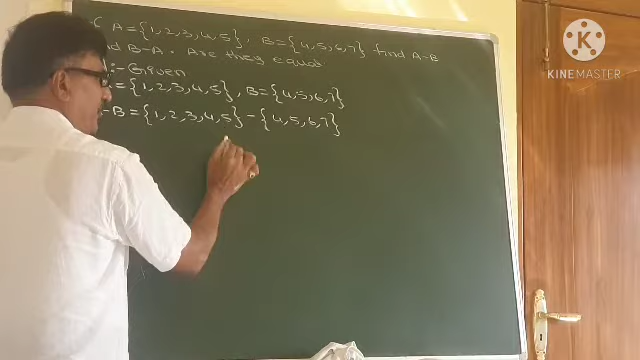 A={1,2,3,4,5}, B={4,5,6,7} find A-B
B-A. Are they equal
:-Given
={1,2,3,4,5}, B={4,5,6,7}
-B={1,2,3,4,5}-{4,5,6,7}
KINEMASTER